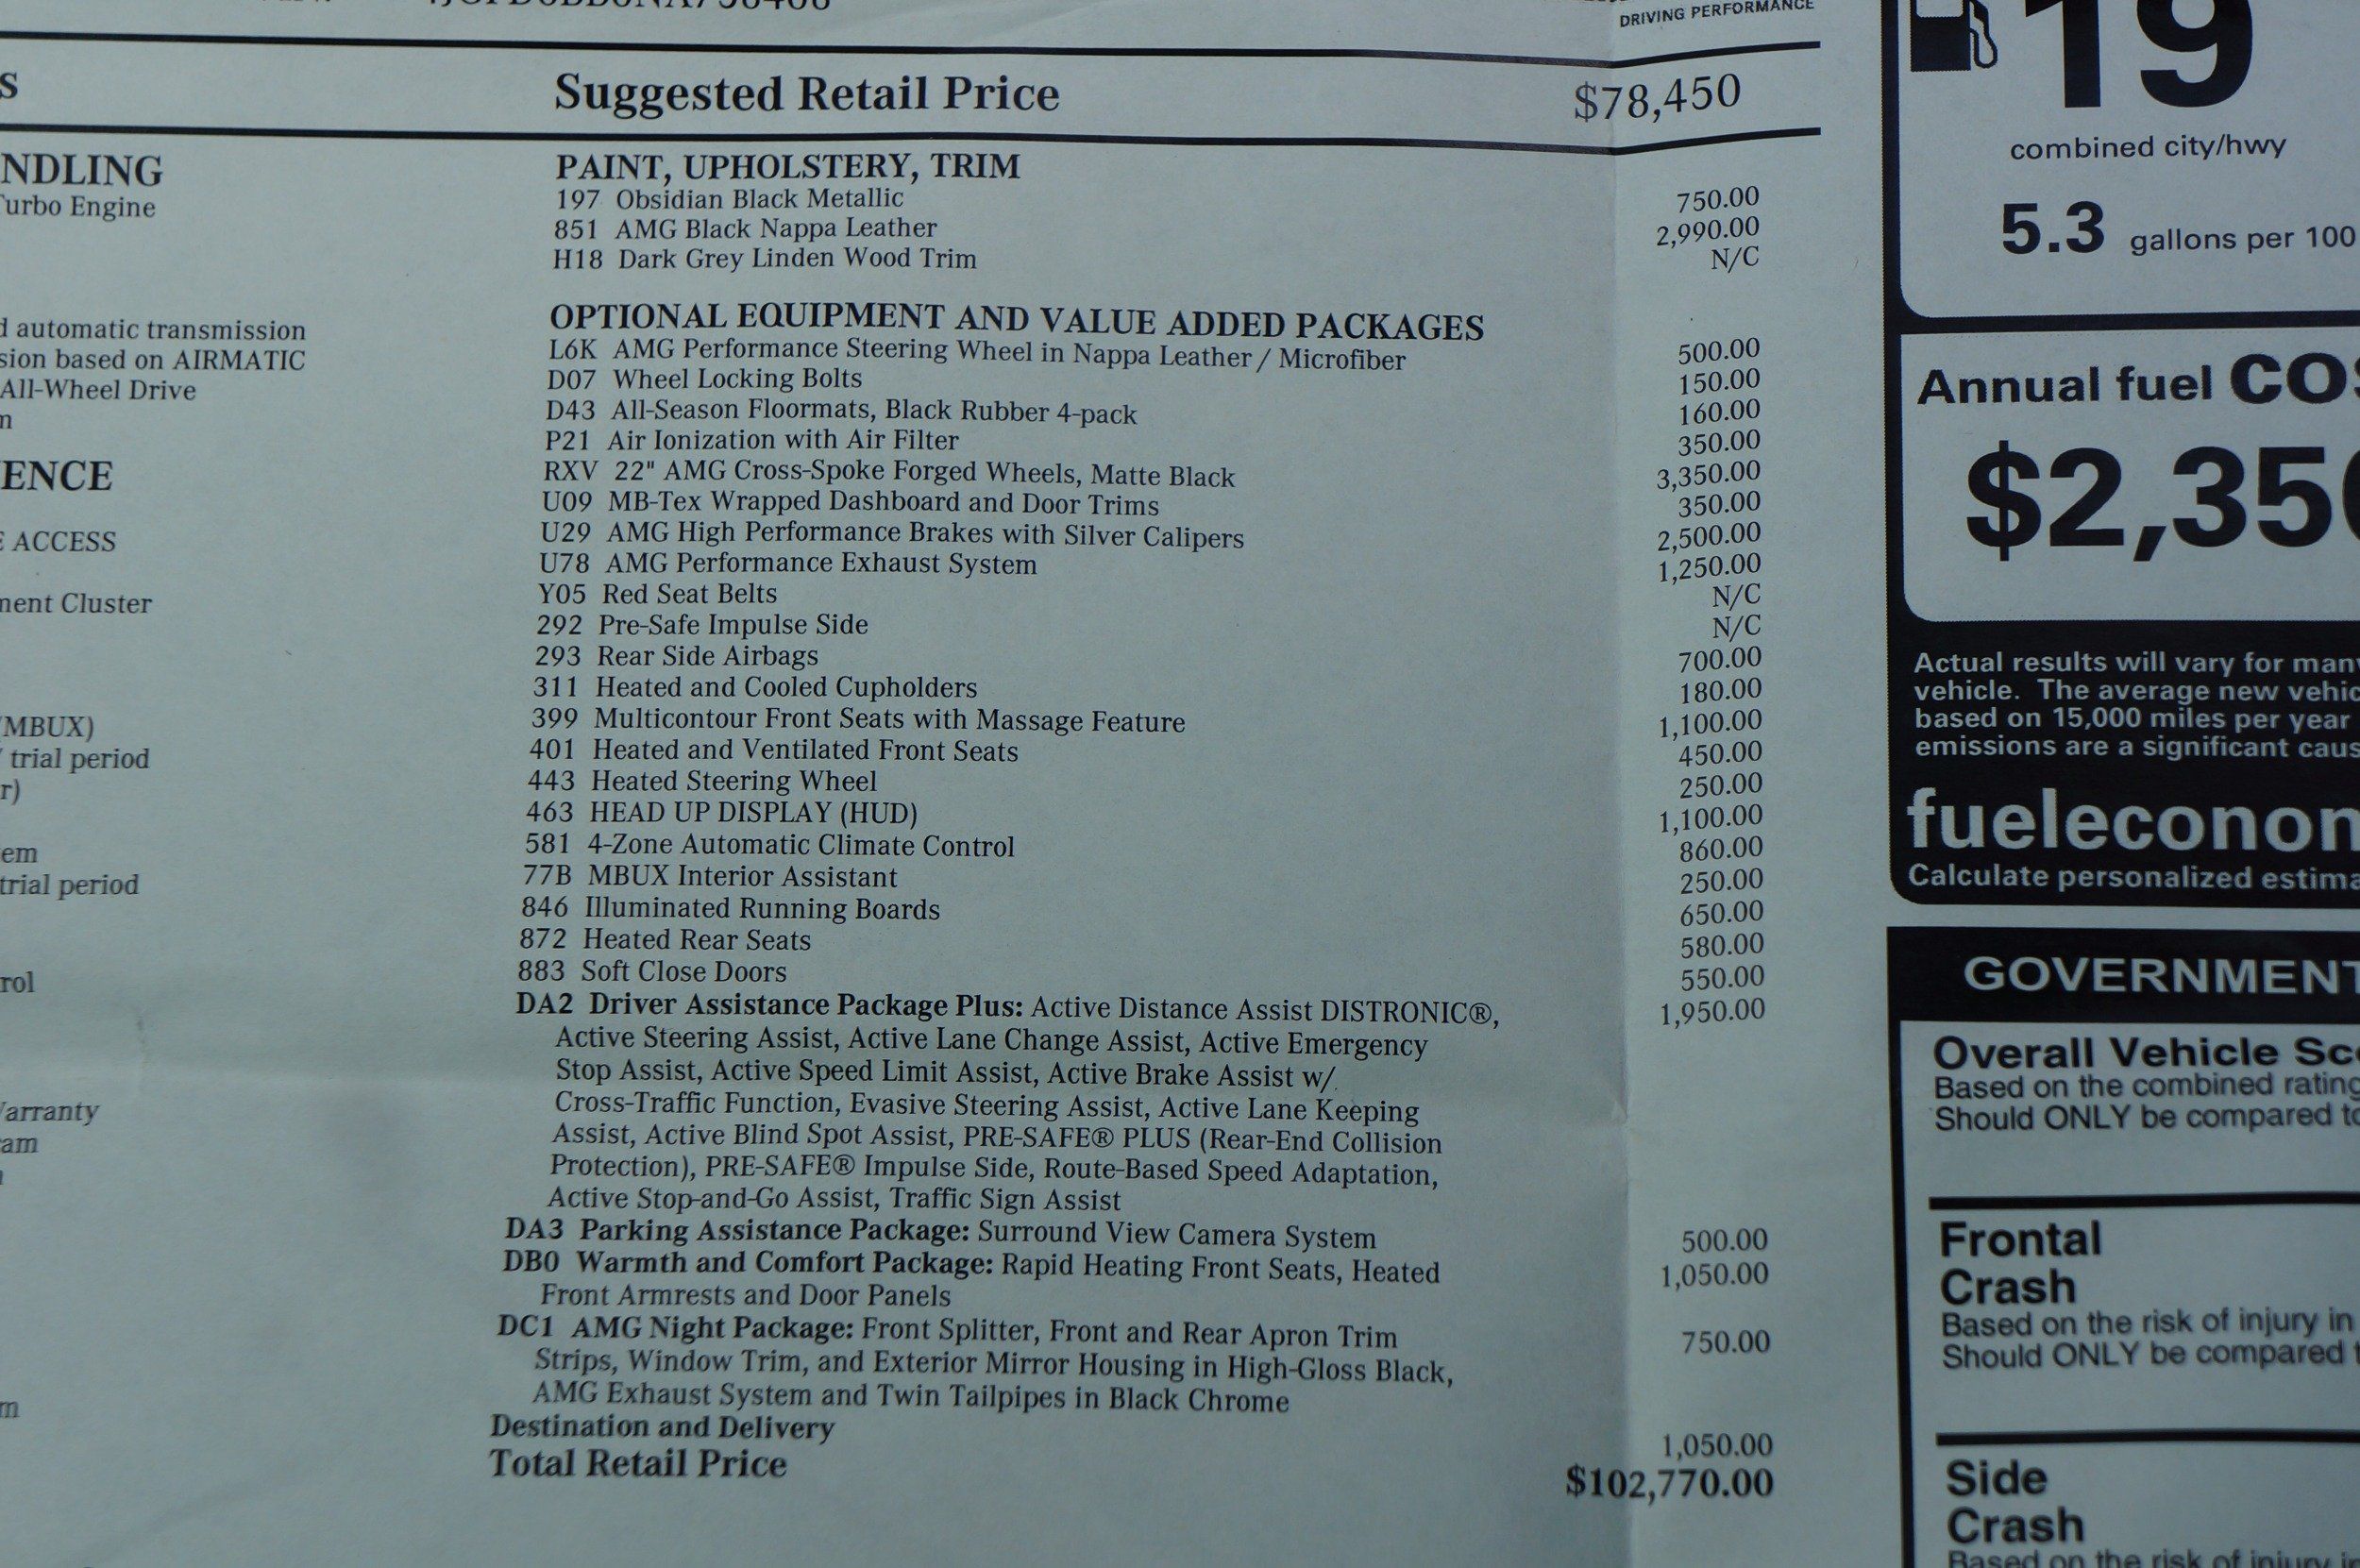 DRIVING PERFORMANCE
S
Suggested Retail Price $78,450
NDLING
Turbo Engine
d automatic transmission
sion based on AIRMATIC
All-Wheel Drive
ENCE
E ACCESS
ment Cluster
(MBUX)
trial period
r)
em
trial period
rol
Warranty
am
m
PAINT, UPHOLSTERY, TRIM
197 Obsidian Black Metallic 750.00
851 AMG Black Nappa Leather 2,990.00
H18 Dark Grey Linden Wood Trim N/C
OPTIONAL EQUIPMENT AND VALUE ADDED PACKAGES
L6K AMG Performance Steering Wheel in Nappa Leather / Microfiber 500.00
D07 Wheel Locking Bolts 150.00
D43 All-Season Floormats, Black Rubber 4-pack 160.00
P21 Air Ionization with Air Filter 350.00
RXV 22" AMG Cross-Spoke Forged Wheels, Matte Black 3,350.00
U09 MB-Tex Wrapped Dashboard and Door Trims 350.00
U29 AMG High Performance Brakes with Silver Calipers 2,500.00
U78 AMG Performance Exhaust System 1,250.00
Y05 Red Seat Belts N/C
292 Pre-Safe Impulse Side N/C
293 Rear Side Airbags 700.00
311 Heated and Cooled Cupholders 180.00
399 Multicontour Front Seats with Massage Feature 1,100.00
401 Heated and Ventilated Front Seats 450.00
443 Heated Steering Wheel 250.00
463 HEAD UP DISPLAY (HUD) 1,100.00
581 4-Zone Automatic Climate Control 860.00
77B MBUX Interior Assistant 250.00
846 Illuminated Running Boards 650.00
872 Heated Rear Seats 580.00
883 Soft Close Doors 550.00
DA2 Driver Assistance Package Plus: Active Distance Assist DISTRONIC®, 1,950.00
Active Steering Assist, Active Lane Change Assist, Active Emergency
Stop Assist, Active Speed Limit Assist, Active Brake Assist w/
Cross-Traffic Function, Evasive Steering Assist, Active Lane Keeping
Assist, Active Blind Spot Assist, PRE-SAFE® PLUS (Rear-End Collision
Protection), PRE-SAFE® Impulse Side, Route-Based Speed Adaptation,
Active Stop-and-Go Assist, Traffic Sign Assist
DA3 Parking Assistance Package: Surround View Camera System 500.00
DB0 Warmth and Comfort Package: Rapid Heating Front Seats, Heated 1,050.00
Front Armrests and Door Panels
DC1 AMG Night Package: Front Splitter, Front and Rear Apron Trim 750.00
Strips, Window Trim, and Exterior Mirror Housing in High-Gloss Black,
AMG Exhaust System and Twin Tailpipes in Black Chrome
Destination and Delivery 1,050.00
Total Retail Price $102,770.00
19
combined city/hwy
5.3 gallons per 100
Annual fuel COS
$2,350
Actual results will vary for many
vehicle. The average new vehic
based on 15,000 miles per year
emissions are a significant caus
fueleconon
Calculate personalized estima
GOVERNMENT
Overall Vehicle Sco
Based on the combined rating
Should ONLY be compared to
Frontal
Crash
Based on the risk of injury in
Should ONLY be compared t
Side
Crash
Based on the risk of injury in